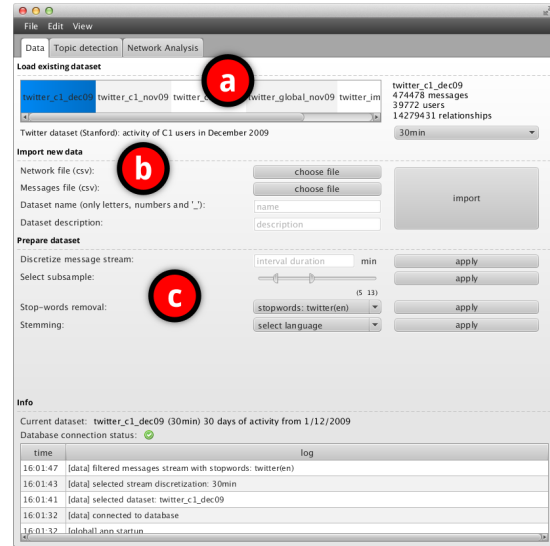 File Edit View
Data Topic detection Network Analysis
Load existing dataset
a
twitter_c1_dec09 twitter_c1_nov09 twitter_ twitter_global_nov09 twitter_im
twitter_c1_dec09
474478 messages
39772 users
14279431 relationships
Twitter dataset (Stanford): activity of C1 users in December 2009
30min
Import new data
b
Network file (csv): choose file
Messages file (csv): choose file
import
Dataset name (only letters, numbers and '_'): name
Dataset description: description
Prepare dataset
Discretize message stream: interval duration min apply
Select subsample: apply
(5 13)
c
Stop-words removal: stopwords: twitter(en) apply
Stemming: select language apply
Info
Current dataset: twitter_c1_dec09 (30min) 30 days of activity from 1/12/2009
Database connection status:
time log
16:01:47 [data] filtered messages stream with stopwords: twitter(en)
16:01:43 [data] selected stream discretization: 30min
16:01:41 [data] selected dataset: twitter_c1_dec09
16:01:32 [data] connected to database
16:01:32 [global] app startup